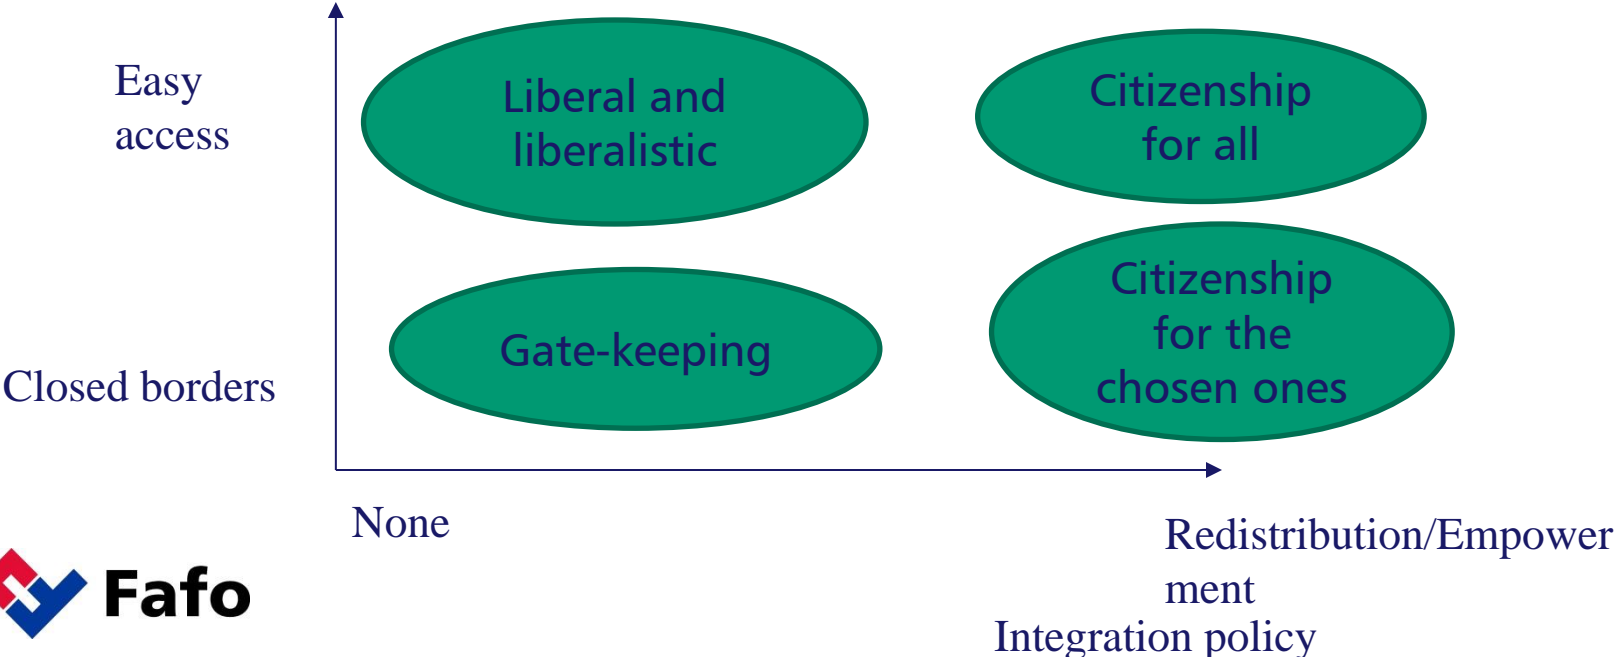 Easy
access
Liberal and
liberalistic
Citizenship
for all
Closed borders
Gate-keeping
Citizenship
for the
chosen ones
None
Redistribution/Empower
ment
Integration policy
Fafo